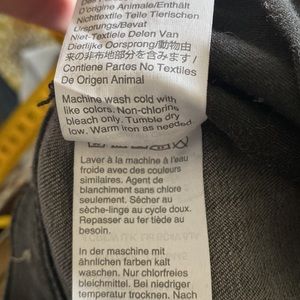 D'origine Animale/Enthält
Nichttextile Teile Tierischen
Ursprungs/Bevat
Niet-Textiele Delen Van
Dierlijke Oorsprong/動物由
来の非布地部分を含みます/
Contiene Partes No Textiles
De Origen Animal
Machine wash cold with
like colors. Non-chlorine
bleach only. Tumble dry
low. Warm iron as needed.
Laver à la machine à l'eau
froide avec des couleurs
similaires. Agent de
blanchiment sans chlore
seulement. Sécher au
sèche-linge au cycle doux.
Repasser au fer tiède au
besoin.
In der maschine mit
ähnlichen farben kalt
waschen. Nur chlorfreies
bleichmittel. Bei niedriger
temperatur trocknen. Nach